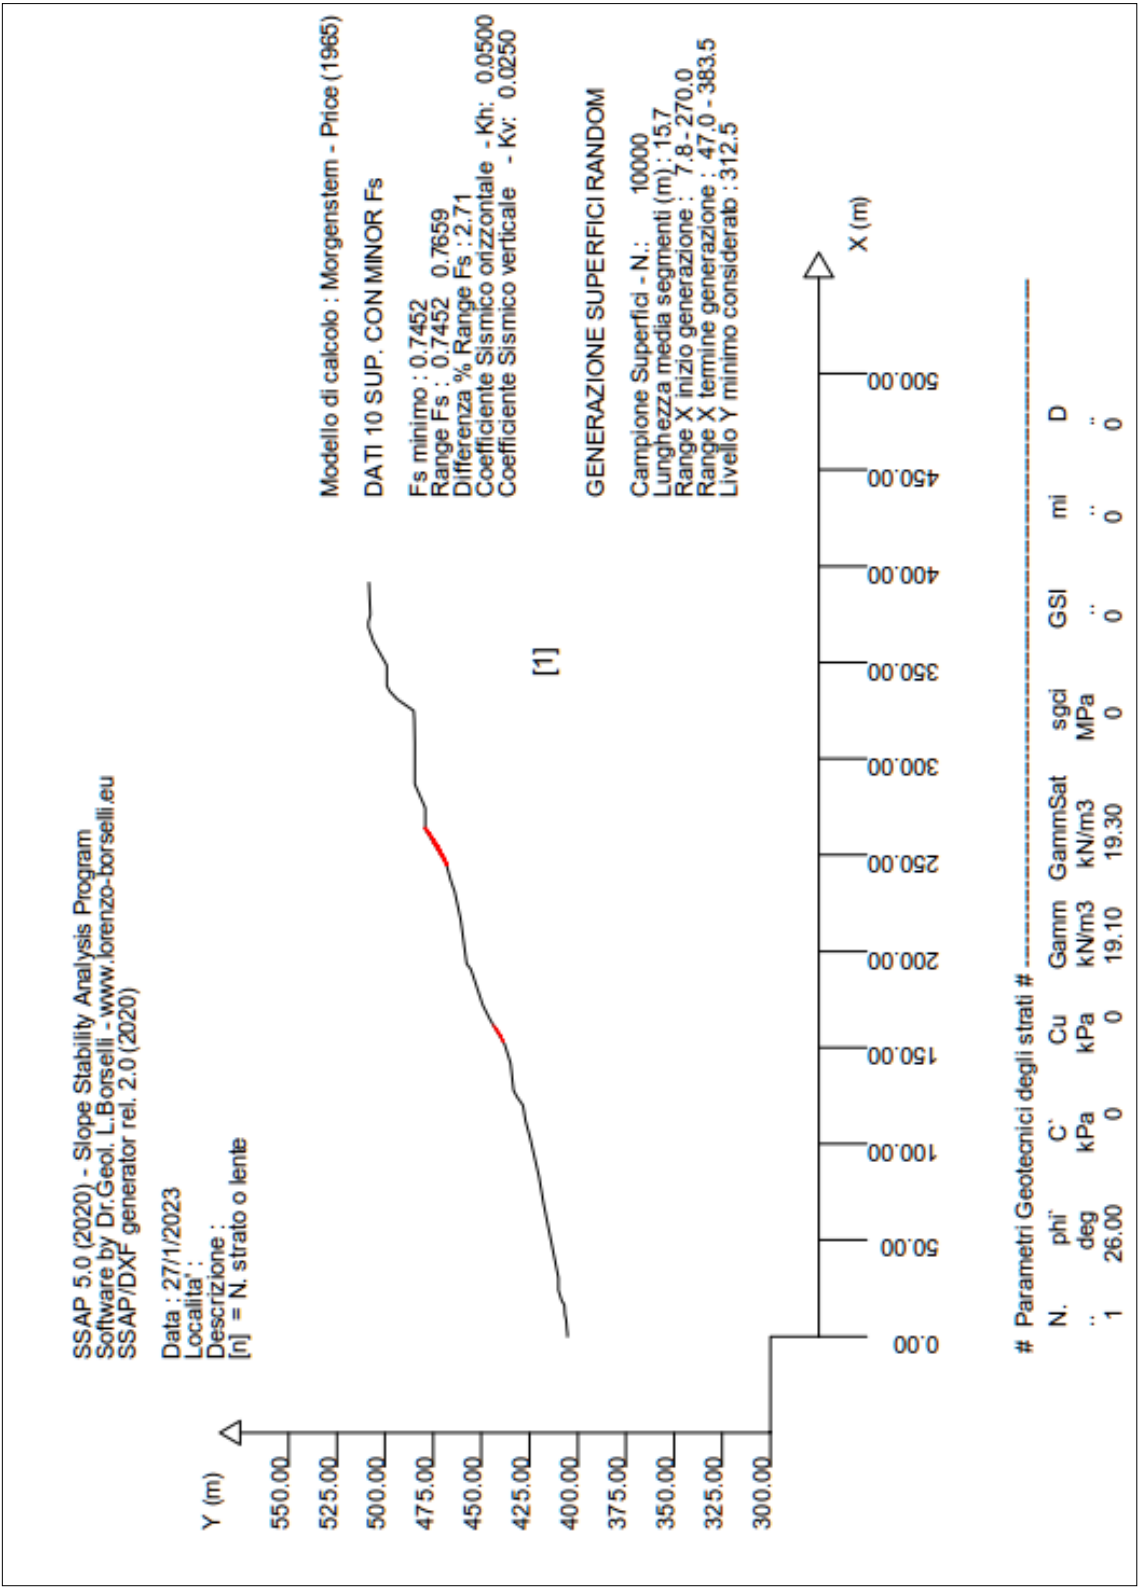 SSAP 5.0 (2020) - Slope Stability Analysis Program
Software by Dr.Geol. L.Borselli - www.lorenzo-borselli.eu
SSAP/DXF generator rel. 2.0 (2020)
Data : 27/1/2023
Localita' :
Descrizione :
[n] = N. strato o lente
Modello di calcolo : Morgenstern - Price (1965)
DATI 10 SUP. CON MINOR Fs
Fs minimo : 0.7452
Range Fs : 0.7452 0.7659
Differenza % Range Fs : 2.71
Coefficiente Sismico orizzontale - Kh: 0.0500
Coefficiente Sismico verticale - Kv: 0.0250
GENERAZIONE SUPERFICI RANDOM
Campione Superfici - N.: 10000
Lunghezza media segmenti (m) : 15.7
Range X inizio generazione : 7.8 - 270.0
Range X termine generazione : 47.0 - 383.5
Livello Y minimo considerato : 312.5
Y (m)
550.00
525.00
500.00
475.00
450.00
425.00
400.00
375.00
350.00
325.00
300.00
[1]
X (m)
0.00
50.00
100.00
150.00
200.00
250.00
300.00
350.00
400.00
450.00
500.00
# Parametri Geotecnici degli strati # --------------------
N. phi` C` Cu Gamm GammSat sgci GSI mi D
.. deg kPa kPa kN/m3 kN/m3 MPa .. .. ..
1 26.00 0 0 19.10 19.30 0 0 0 0